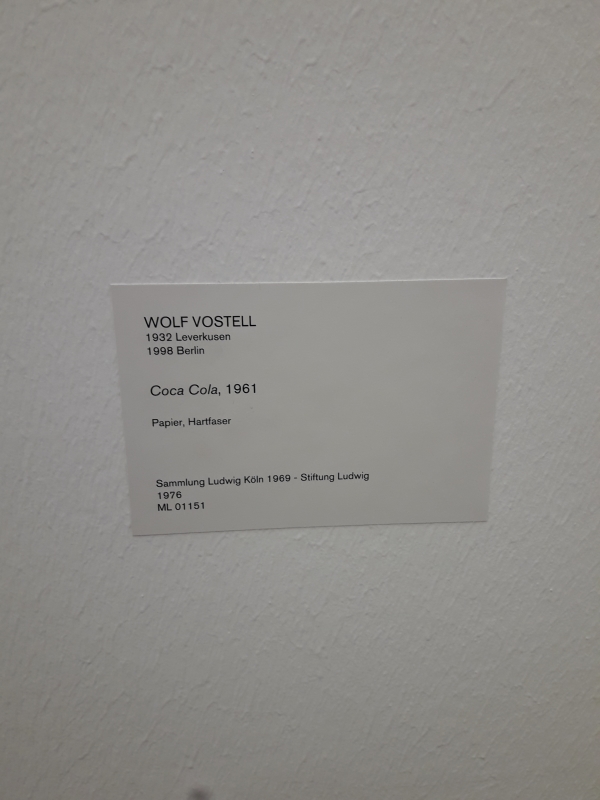 WOLF VOSTELL
1932 Leverkusen
1998 Berlin
Coca Cola, 1961
Papier, Hartfaser
Sammlung Ludwig Köln 1969 - Stiftung Ludwig
1976
ML 01151